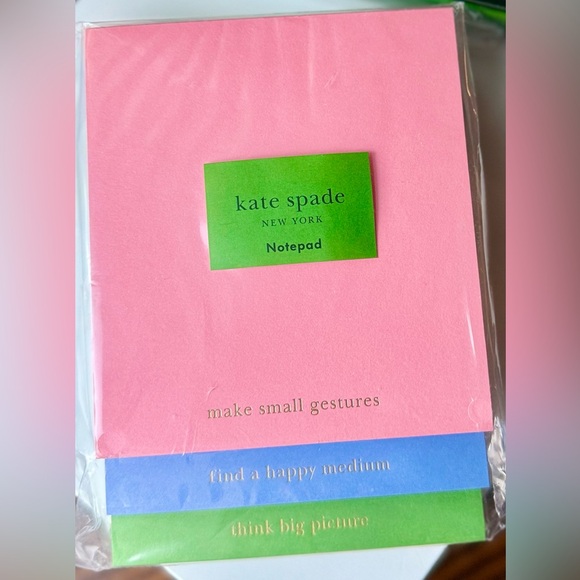 kate spade
NEW YORK
Notepad
make small gestures
find a happy medium
think big picture